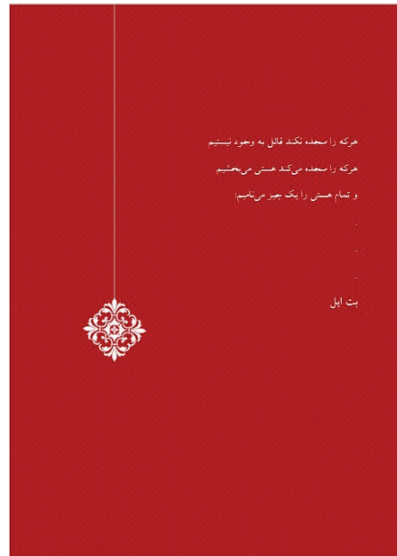 هرکه را سجده نکند قائل به وجود نیستیم
هرکه را سجده می‌کند هستی می‌بخشیم
و تمام هستی را یک چیز می‌نامیم:
.
.
.
بت ایل